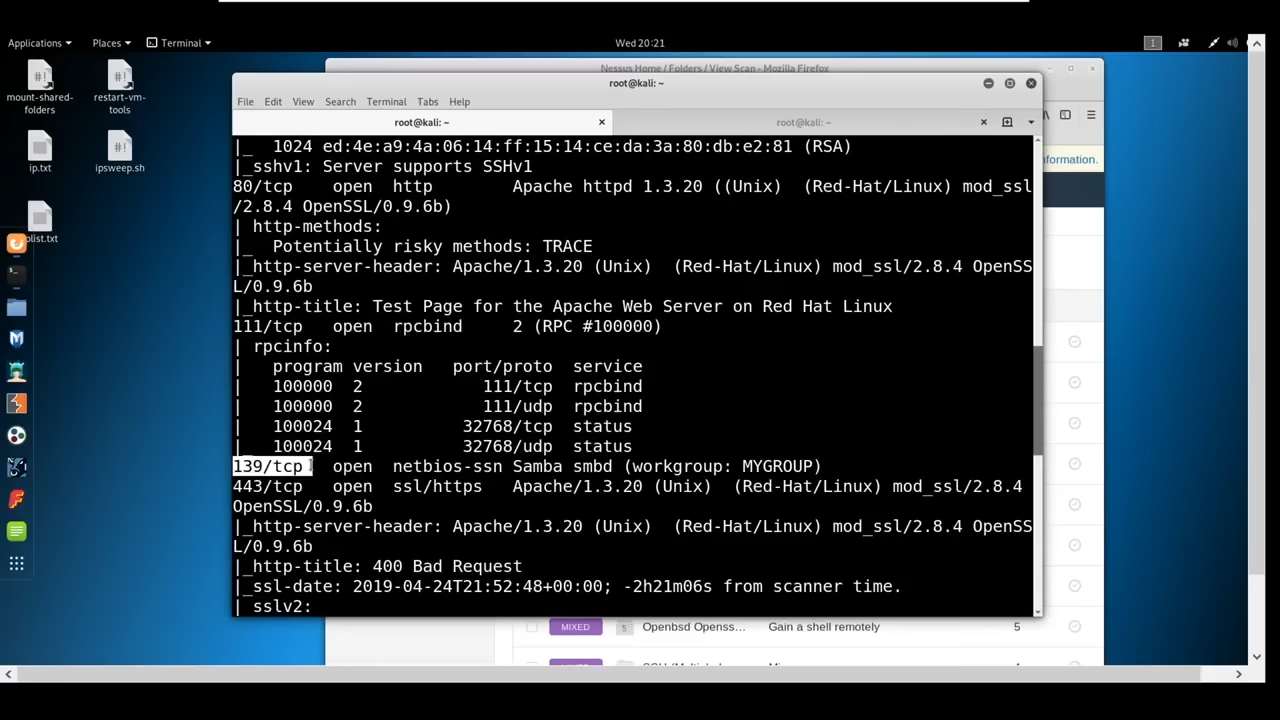 Applications
Places
Terminal
Wed 20:21
1
mount-shared-
folders
restart-vm-
tools
ip.txt
ipsweep.sh
plist.txt
Nessus Home / Folders / View Scan - Mozilla Firefox
root@kali: ~
File Edit View Search Terminal Tabs Help
root@kali: ~
root@kali: ~
|_  1024 ed:4e:a9:4a:06:14:ff:15:14:ce:da:3a:80:db:e2:81 (RSA)
|_sshv1: Server supports SSHv1
80/tcp    open  http        Apache httpd 1.3.20 ((Unix)  (Red-Hat/Linux) mod_ssl
/2.8.4 OpenSSL/0.9.6b)
| http-methods:
|_  Potentially risky methods: TRACE
|_http-server-header: Apache/1.3.20 (Unix)  (Red-Hat/Linux) mod_ssl/2.8.4 OpenSS
L/0.9.6b
|_http-title: Test Page for the Apache Web Server on Red Hat Linux
111/tcp   open  rpcbind     2 (RPC #100000)
| rpcinfo:
|   program version   port/proto  service
|   100000  2            111/tcp  rpcbind
|   100000  2            111/udp  rpcbind
|   100024  1          32768/tcp  status
|_  100024  1          32768/udp  status
139/tcp   open  netbios-ssn Samba smbd (workgroup: MYGROUP)
443/tcp   open  ssl/https   Apache/1.3.20 (Unix)  (Red-Hat/Linux) mod_ssl/2.8.4
OpenSSL/0.9.6b
|_http-server-header: Apache/1.3.20 (Unix)  (Red-Hat/Linux) mod_ssl/2.8.4 OpenSS
L/0.9.6b
|_http-title: 400 Bad Request
|_ssl-date: 2019-04-24T21:52:48+00:00; -2h21m06s from scanner time.
| sslv2:
nformation.
MIXED 5 Openbsd Openss... Gain a shell remotely 5